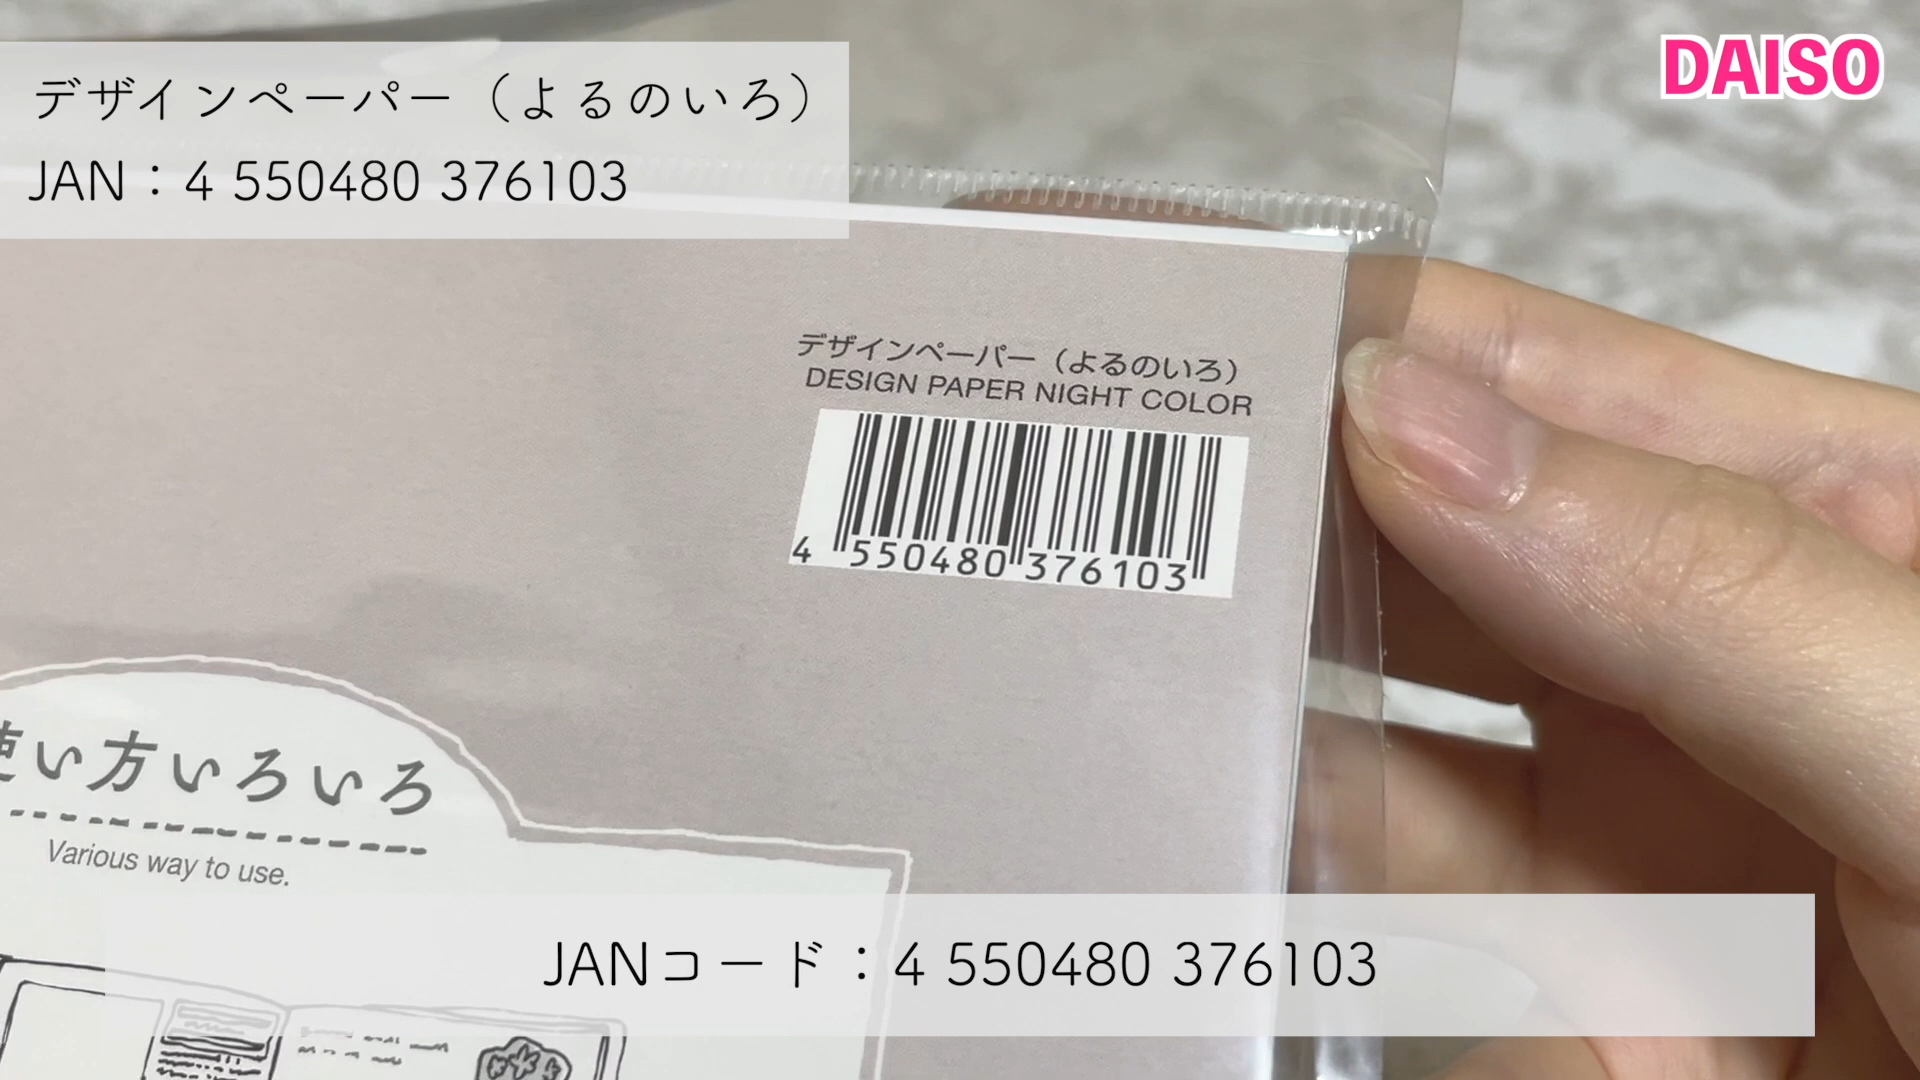 デザインペーパー（よるのいろ）
JAN：4 550480 376103
DAISO
デザインペーパー（よるのいろ）
DESIGN PAPER NIGHT COLOR
4 550480 376103
使い方いろいろ
Various way to use.
JANコード：4 550480 376103